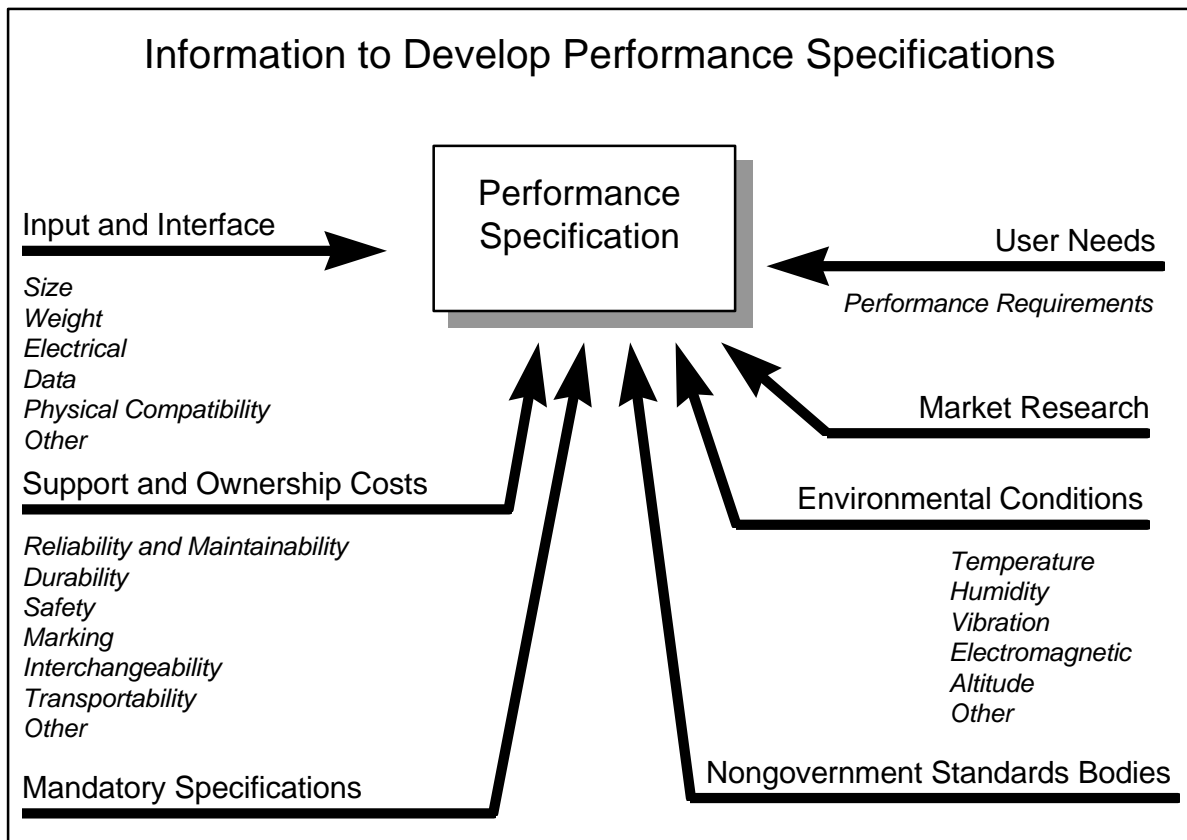 Information to Develop Performance Specifications
Performance
Specification
Input and Interface
Size
Weight
Electrical
Data
Physical Compatibility
Other
Support and Ownership Costs
Reliability and Maintainability
Durability
Safety
Marking
Interchangeability
Transportability
Other
Mandatory Specifications
User Needs
Performance Requirements
Market Research
Environmental Conditions
Temperature
Humidity
Vibration
Electromagnetic
Altitude
Other
Nongovernment Standards Bodies